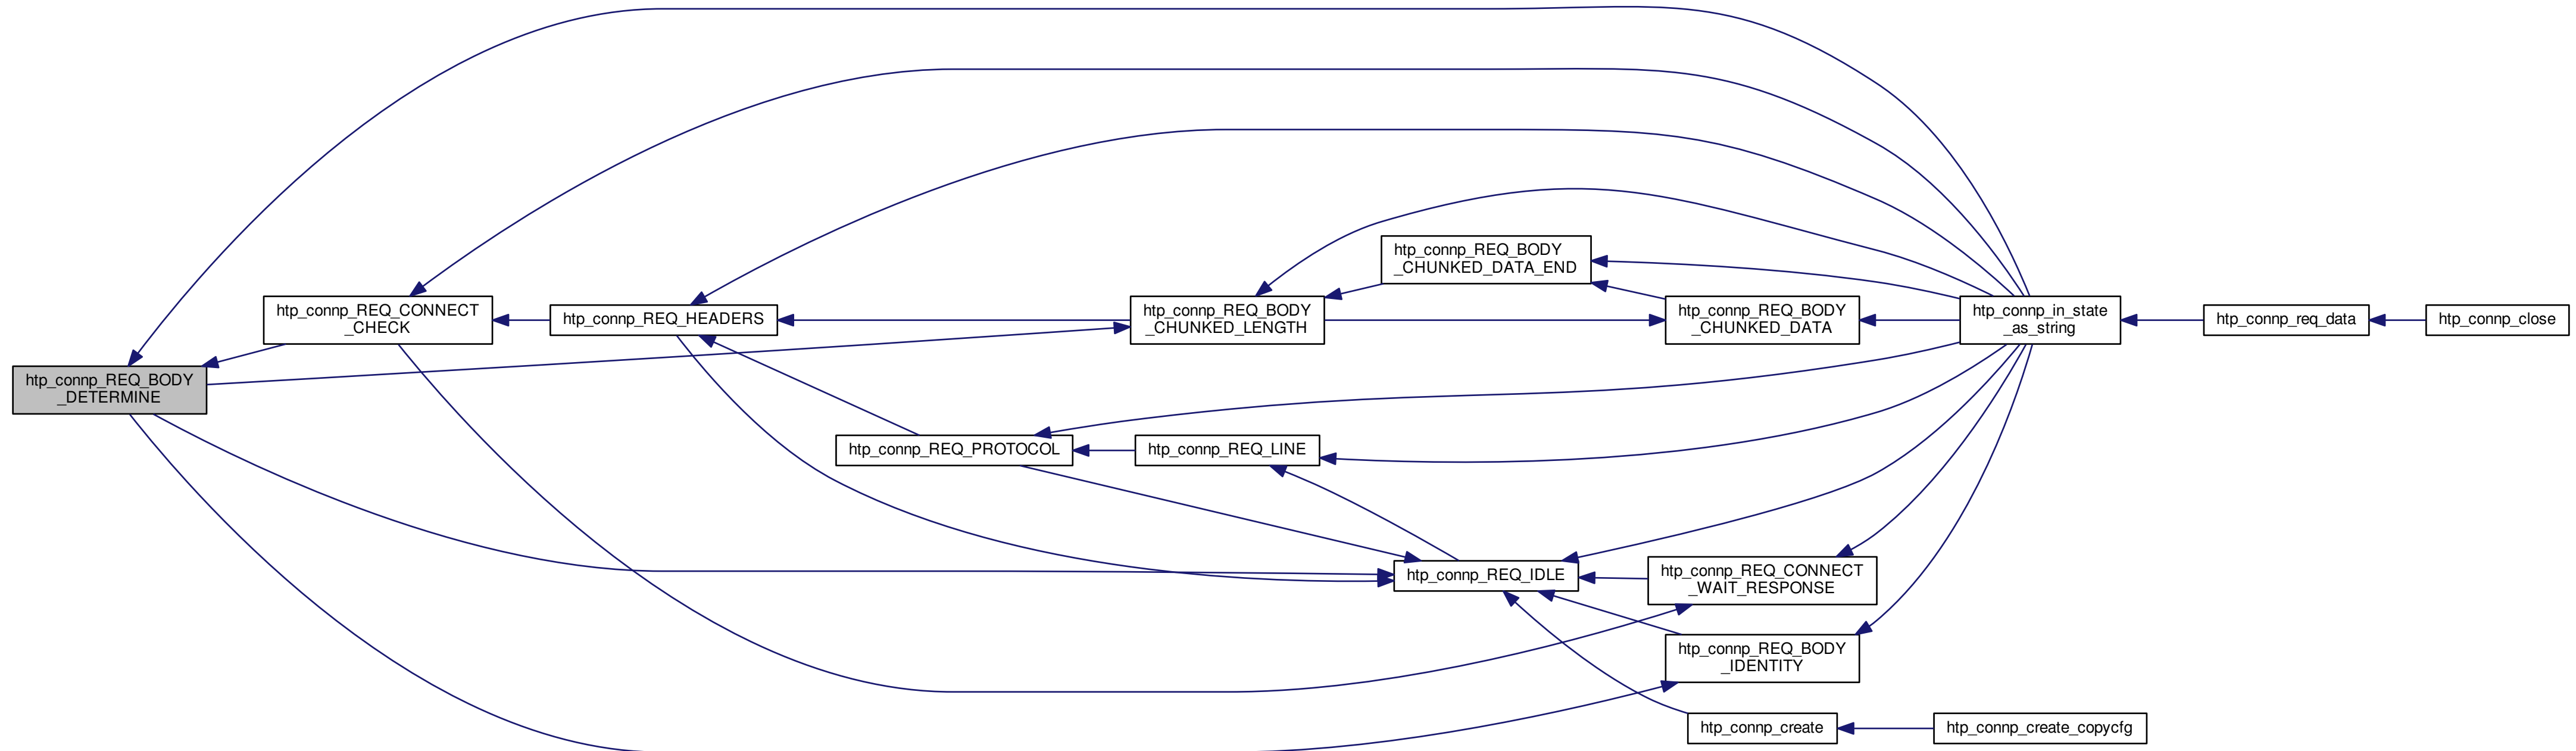 htp_connp_REQ_BODY
_DETERMINE
htp_connp_REQ_CONNECT
_CHECK
htp_connp_REQ_HEADERS
htp_connp_REQ_PROTOCOL
htp_connp_REQ_BODY
_CHUNKED_LENGTH
htp_connp_REQ_LINE
htp_connp_REQ_BODY
_CHUNKED_DATA_END
htp_connp_REQ_IDLE
htp_connp_REQ_BODY
_CHUNKED_DATA
htp_connp_REQ_CONNECT
_WAIT_RESPONSE
htp_connp_REQ_BODY
_IDENTITY
htp_connp_create
htp_connp_in_state
_as_string
htp_connp_create_copycfg
htp_connp_req_data
htp_connp_close